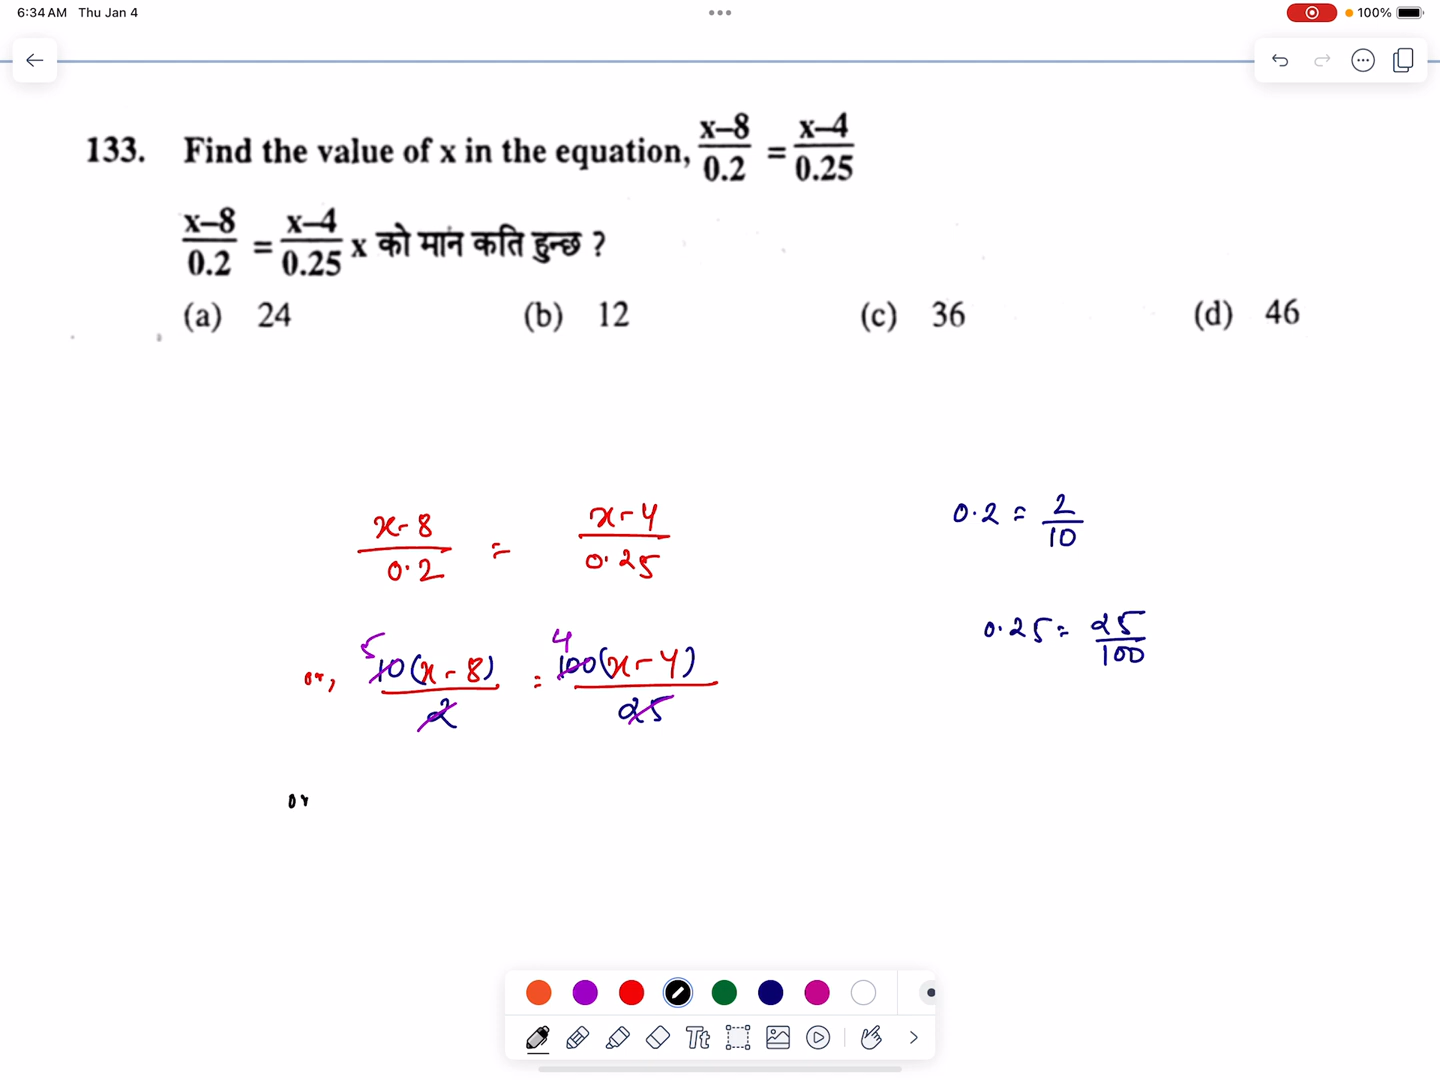 6:34 AM Thu Jan 4
100%
133. Find the value of x in the equation, x–8/0.2 = x–4/0.25
x–8/0.2 = x–4/0.25 x को मान कति हुन्छ ?
(a) 24 (b) 12 (c) 36 (d) 46
x-8/0.2 = x-4/0.25
0.2 = 2/10
0.25 = 25/100
5 4
or, 10(x-8)/2 = 100(x-4)/25
or
Tt